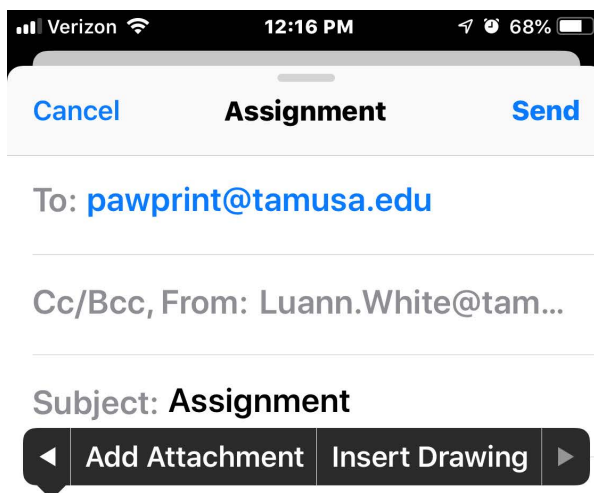 Verizon 12:16 PM 68%
Cancel Assignment Send
To: pawprint@tamusa.edu
Cc/Bcc, From: Luann.White@tam...
Subject: Assignment
Add Attachment Insert Drawing